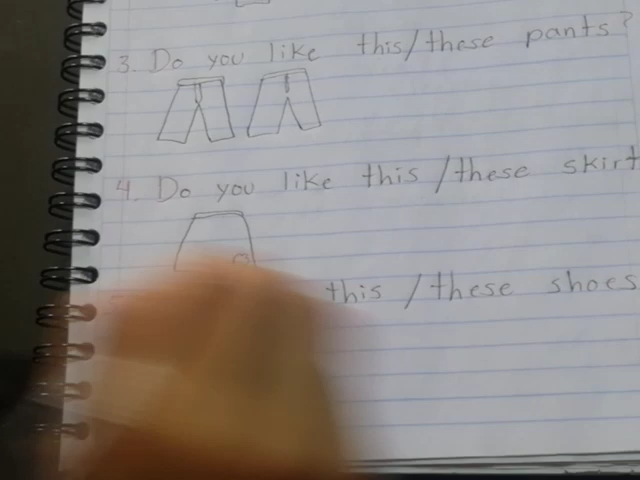 3. Do you like this/these pants?
4. Do you like this/these skirt
this/these shoes